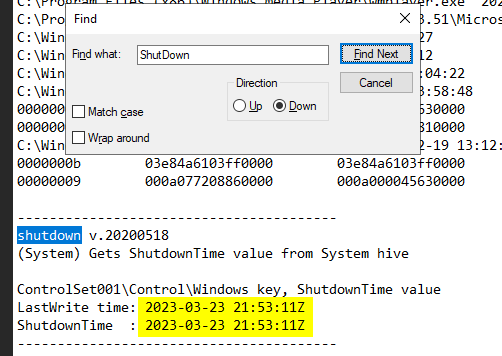 C:\Program Files (x86)\Windows Media Player\wmplayer.exe 202
C:\Pro 3.51\Micros
C:\Win 27
C:\Win 12
C:\Win :04:22
C:\Win 3:58:48
000000 530000
000000 810000
C:\Win 2-19 13:12:
Find
Find what:
ShutDown
Find Next
Cancel
Direction
Up Down
Match case
Wrap around
0000000b 03e84a6103ff0000 03e84a6103ff0000
00000009 000a077208860000 000a000045630000
----------------------------------------
shutdown v.20200518
(System) Gets ShutdownTime value from System hive
ControlSet001\Control\Windows key, ShutdownTime value
LastWrite time: 2023-03-23 21:53:11Z
ShutdownTime : 2023-03-23 21:53:11Z
----------------------------------------